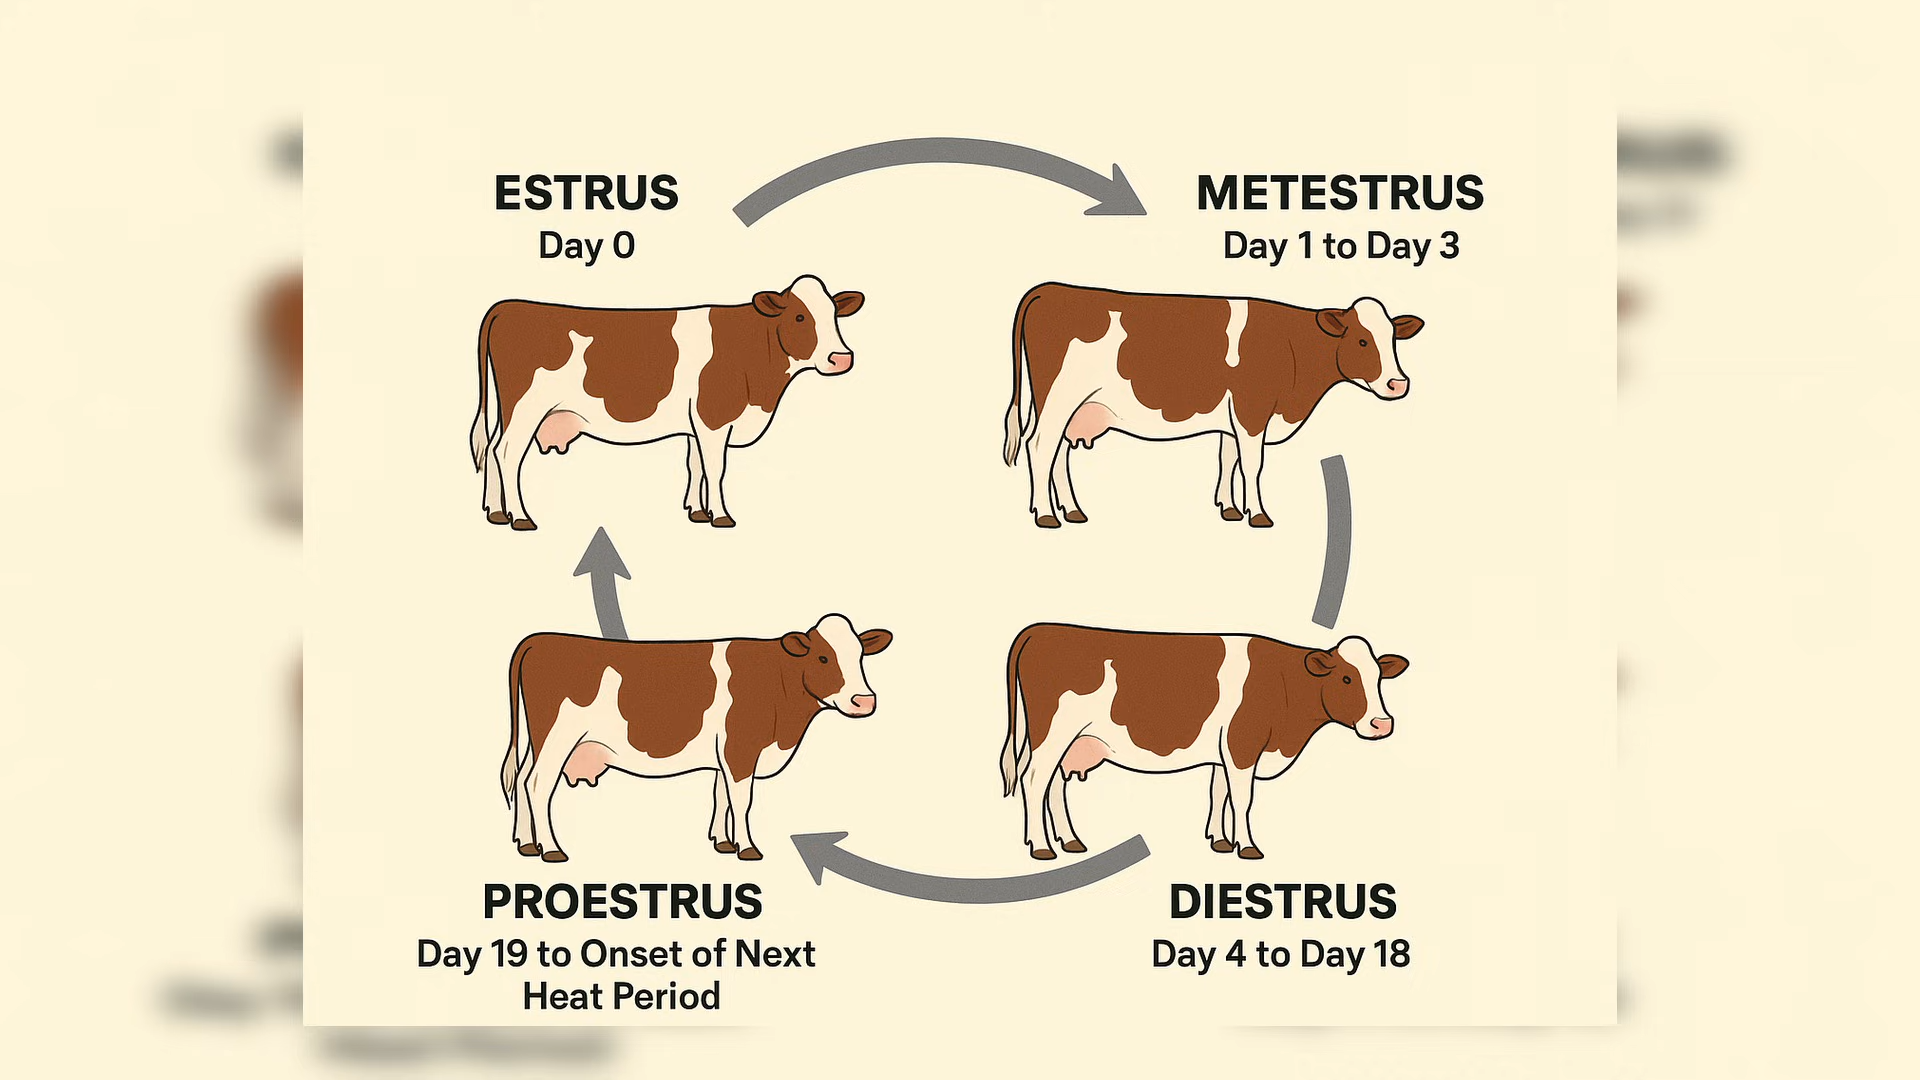 ESTRUS
Day 0
METESTRUS
Day 1 to Day 3
PROESTRUS
Day 19 to Onset of Next
Heat Period
DIESTRUS
Day 4 to Day 18